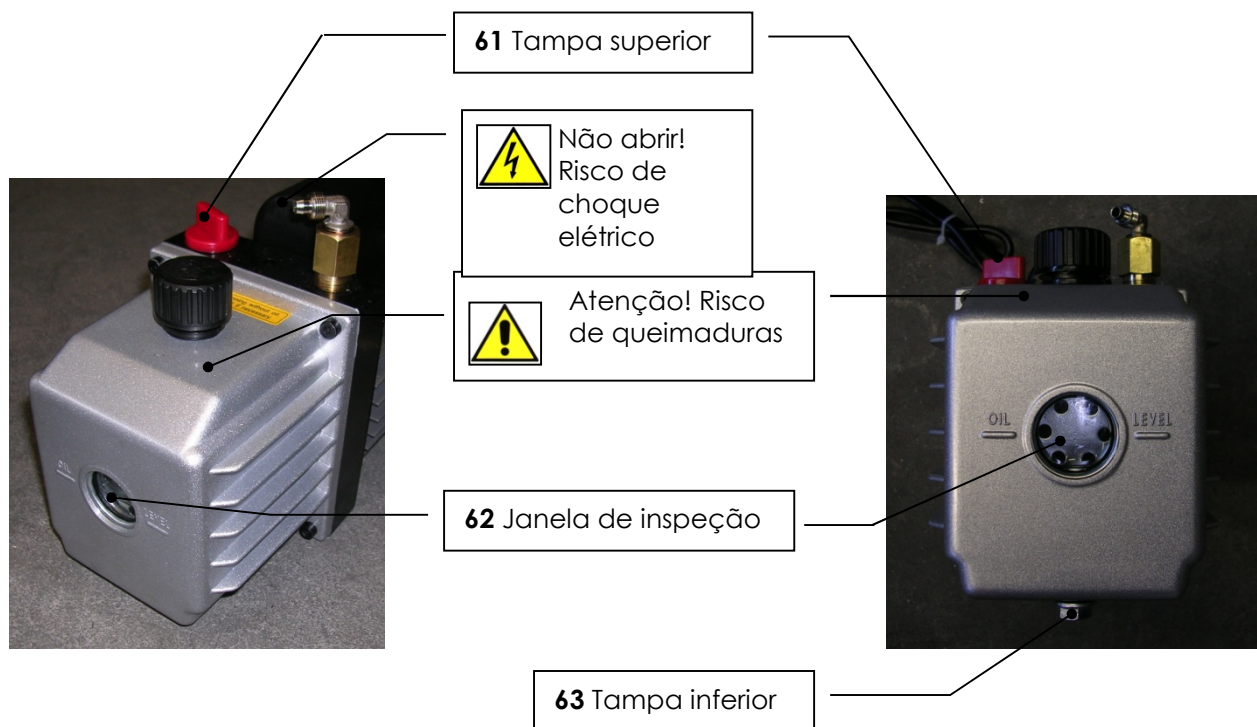 61 Tampa superior
Não abrir!
Risco de
choque
elétrico
Atenção! Risco
de queimaduras
OIL
LEVEL
OIL LEVEL
62 Janela de inspeção
63 Tampa inferior